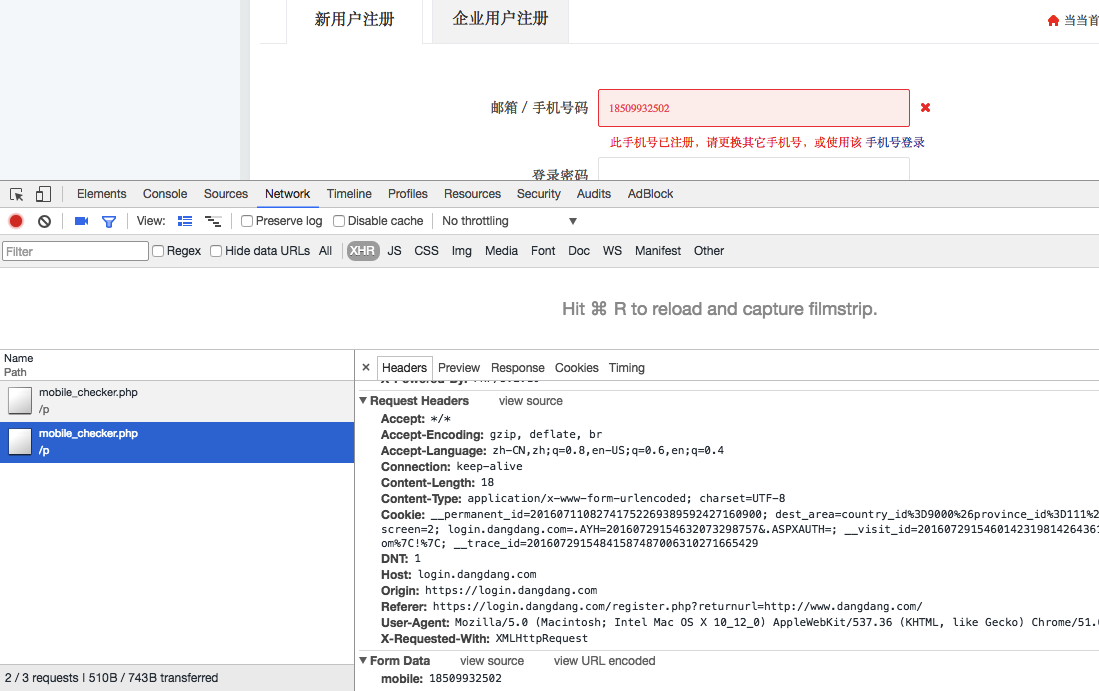 新用户注册 企业用户注册 当当首
邮箱 / 手机号码 18509932502
此手机号已注册，请更换其它手机号，或使用该 手机号登录
登录密码
Elements Console Sources Network Timeline Profiles Resources Security Audits AdBlock
View: Preserve log Disable cache No throttling ▼
Filter Regex Hide data URLs All XHR JS CSS Img Media Font Doc WS Manifest Other
Hit ⌘ R to reload and capture filmstrip.
Name
Path
mobile_checker.php
/p
mobile_checker.php
/p
2 / 3 requests | 510B / 743B transferred
× Headers Preview Response Cookies Timing
X-Powered-By:
▼ Request Headers view source
Accept: */*
Accept-Encoding: gzip, deflate, br
Accept-Language: zh-CN,zh;q=0.8,en-US;q=0.6,en;q=0.4
Connection: keep-alive
Content-Length: 18
Content-Type: application/x-www-form-urlencoded; charset=UTF-8
Cookie: __permanent_id=20160711082741752269389592427160900; dest_area=country_id%3D9000%26province_id%3D111%2
screen=2; login.dangdang.com=.AYH=20160729154632073298757&.ASPXAUTH=; __visit_id=20160729154601423198142643​61
om%7C!%7C; __trace_id=20160729154841587487006310271665429
DNT: 1
Host: login.dangdang.com
Origin: https://login.dangdang.com
Referer: https://login.dangdang.com/register.php?returnurl=http://www.dangdang.com/
User-Agent: Mozilla/5.0 (Macintosh; Intel Mac OS X 10_12_0) AppleWebKit/537.36 (KHTML, like Gecko) Chrome/51.0
X-Requested-With: XMLHttpRequest
▼ Form Data view source view URL encoded
mobile: 18509932502